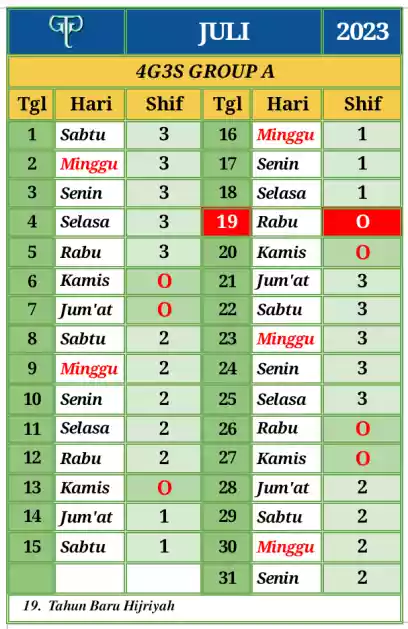 JULI 2023
4G3S GROUP A
Tgl Hari Shif Tgl Hari Shif
1 Sabtu 3 16 Minggu 1
2 Minggu 3 17 Senin 1
3 Senin 3 18 Selasa 1
4 Selasa 3 19 Rabu O
5 Rabu 3 20 Kamis O
6 Kamis O 21 Jum'at 3
7 Jum'at O 22 Sabtu 3
8 Sabtu 2 23 Minggu 3
9 Minggu 2 24 Senin 3
10 Senin 2 25 Selasa 3
11 Selasa 2 26 Rabu O
12 Rabu 2 27 Kamis O
13 Kamis O 28 Jum'at 2
14 Jum'at 1 29 Sabtu 2
15 Sabtu 1 30 Minggu 2
31 Senin 2
19. Tahun Baru Hijriyah